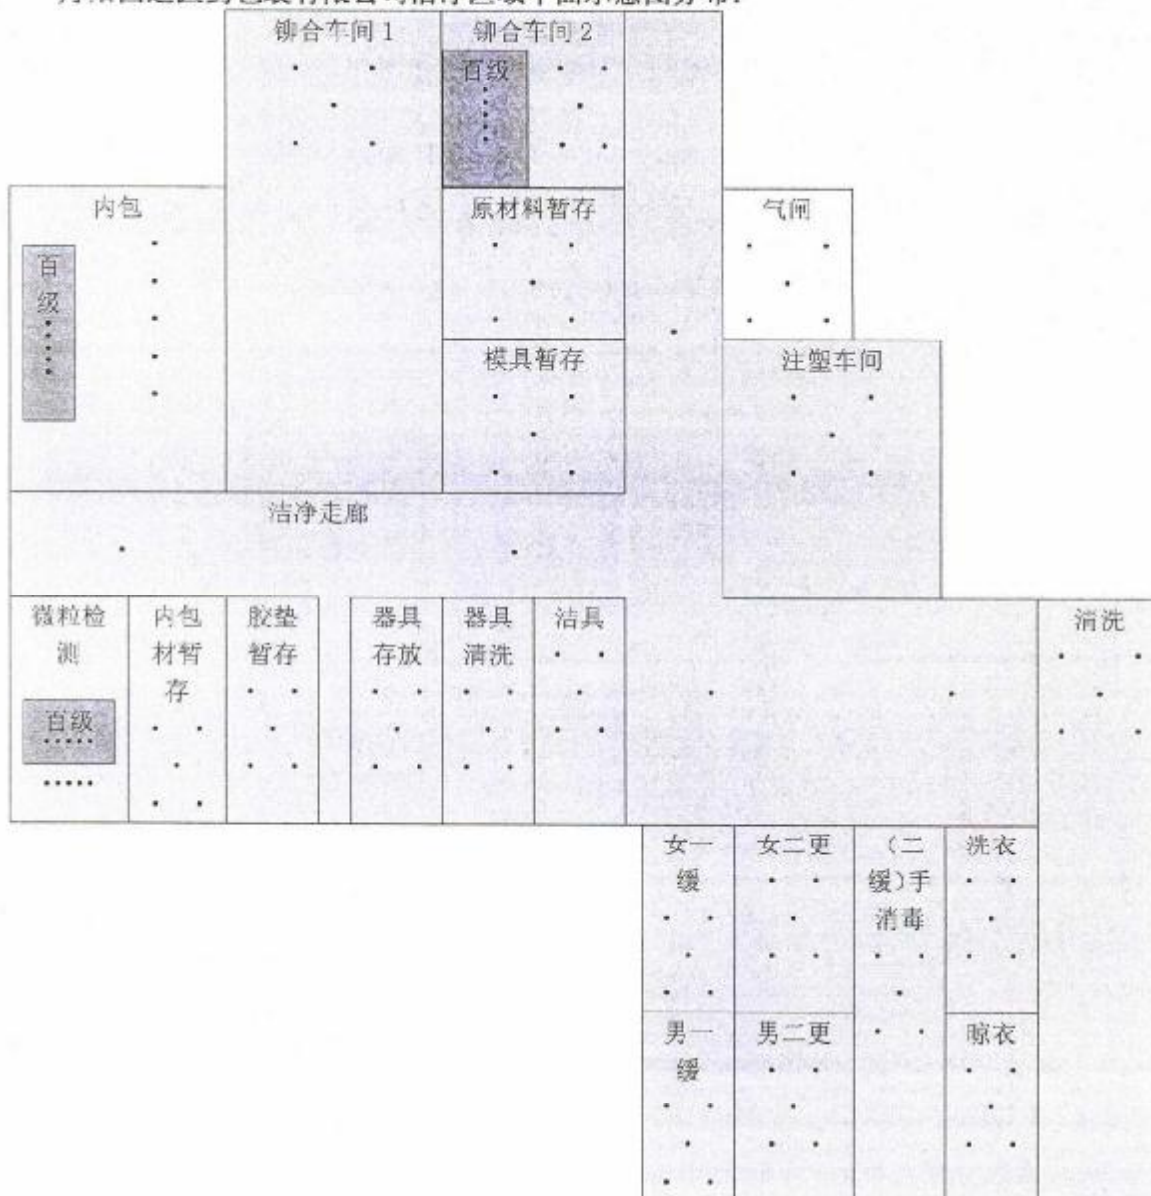 铆合车间 1
铆合车间 2
百级
内包
原材料暂存
气闸
百
级
模具暂存
注塑车间
洁净走廊
微粒检
测
百级
内包
材暂
存
胶垫
暂存
器具
存放
器具
清洗
洁具
清洗
女一
缓
女二更
（二
缓）手
消毒
洗衣
男一
缓
男二更
晾衣